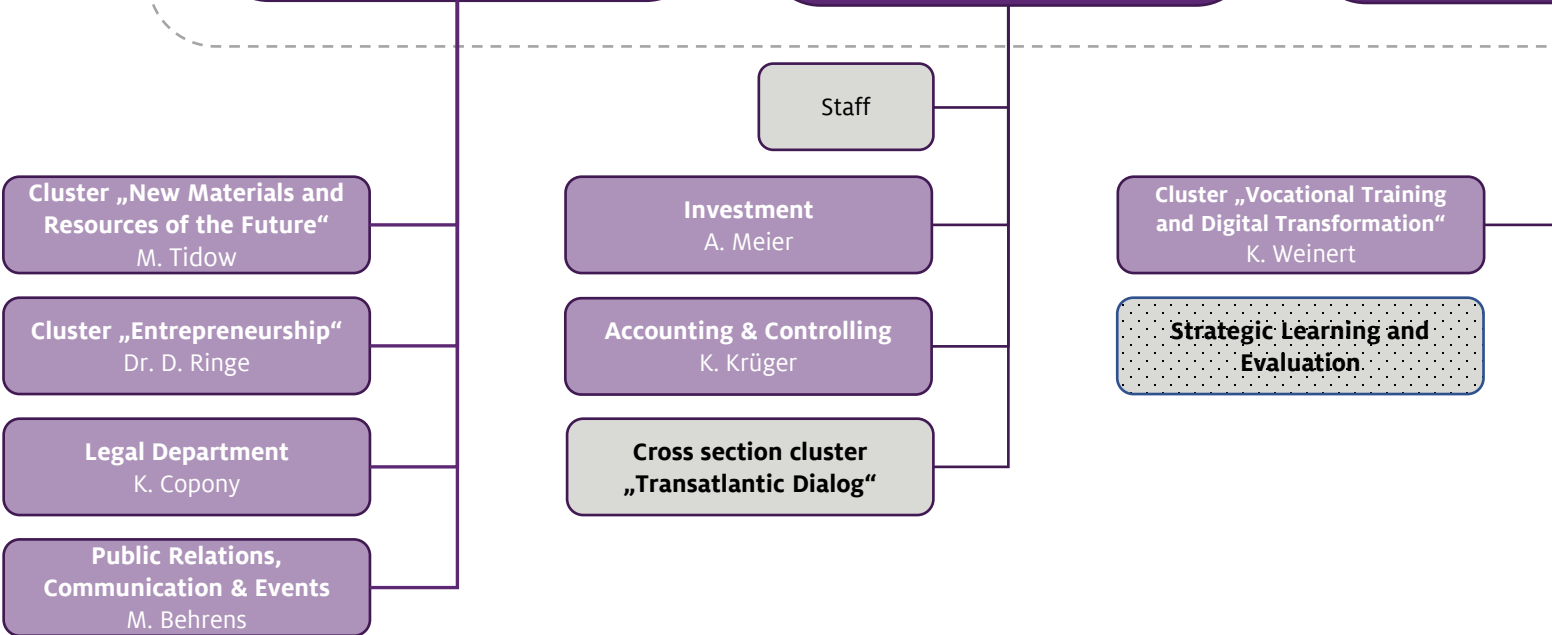 Staff
Cluster „New Materials and
Resources of the Future“
M. Tidow
Investment
A. Meier
Cluster „Vocational Training
and Digital Transformation“
K. Weinert
Cluster „Entrepreneurship“
Dr. D. Ringe
Accounting & Controlling
K. Krüger
Strategic Learning and
Evaluation
Legal Department
K. Copony
Cross section cluster
„Transatlantic Dialog“
Public Relations,
Communication & Events
M. Behrens